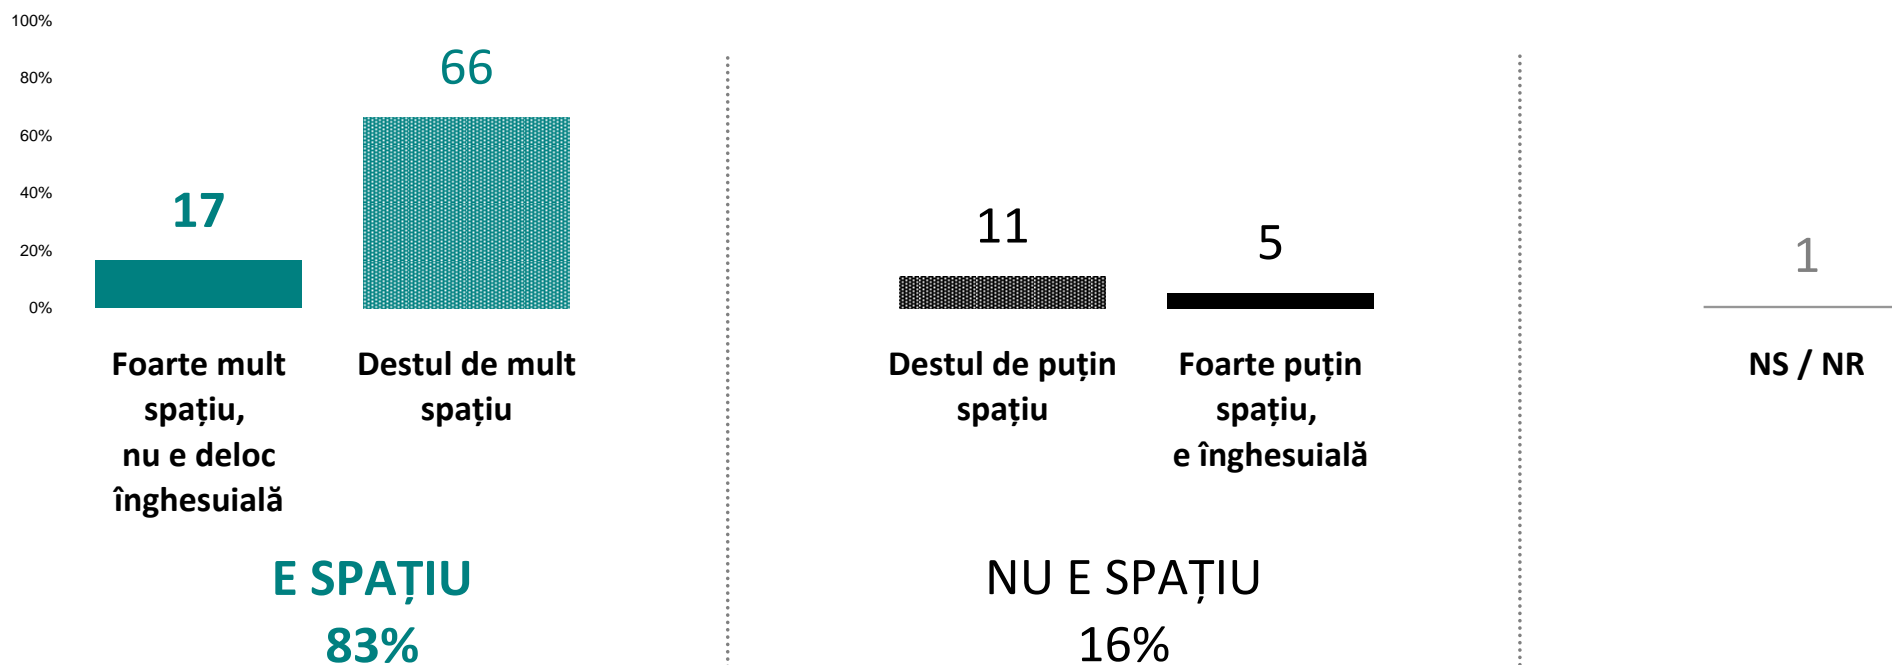 100%
80%
60%
40%
20%
0%
17
66
11
5
1
Foarte mult
spațiu,
nu e deloc
înghesuială
Destul de mult
spațiu
Destul de puțin
spațiu
Foarte puțin
spațiu,
e înghesuială
NS / NR
E SPAȚIU
83%
NU E SPAȚIU
16%